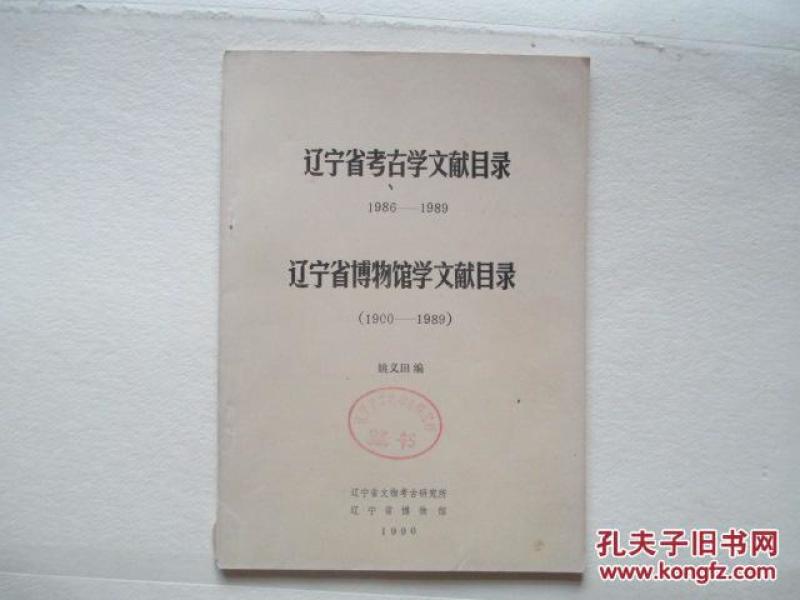 辽宁省考古学文献目录
1986——1989
辽宁省博物馆学文献目录
(1900——1989)
姚义田 编
辽宁省文物考古研究所
辽宁省博物馆
1990
孔夫子旧书网
www.kongfz.com